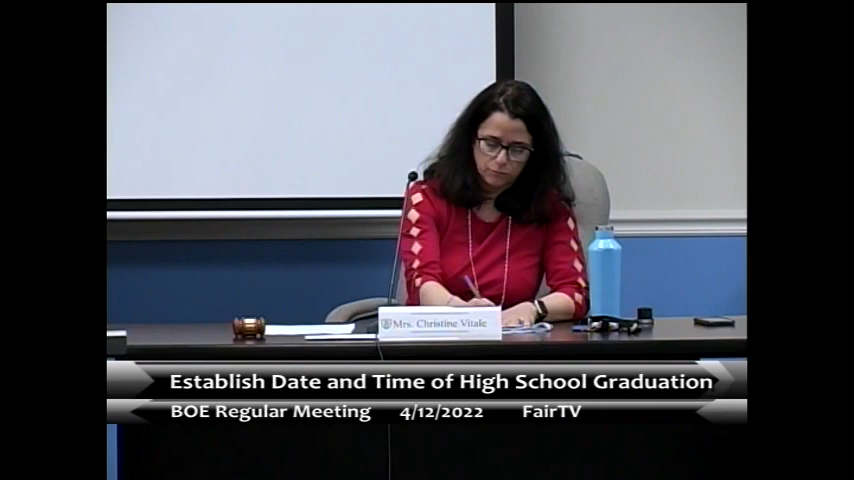 Mrs. Christine Vitale
Establish Date and Time of High School Graduation
BOE Regular Meeting 4/12/2022 FairTV